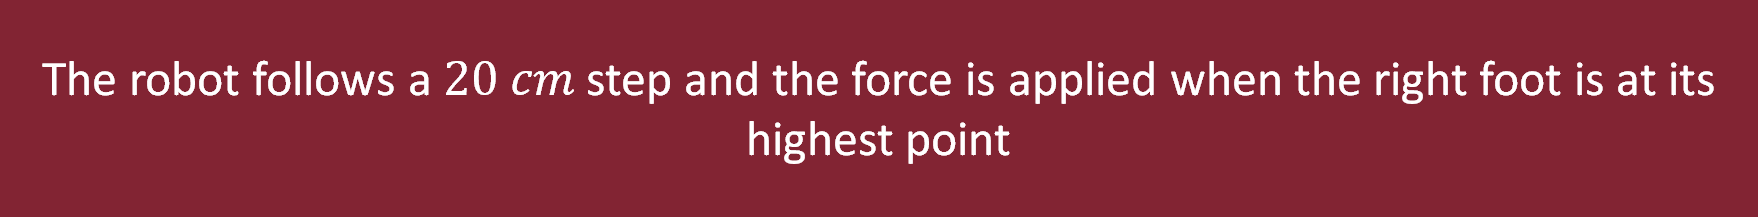 The robot follows a 20 cm step and the force is applied when the right foot is at its
highest point